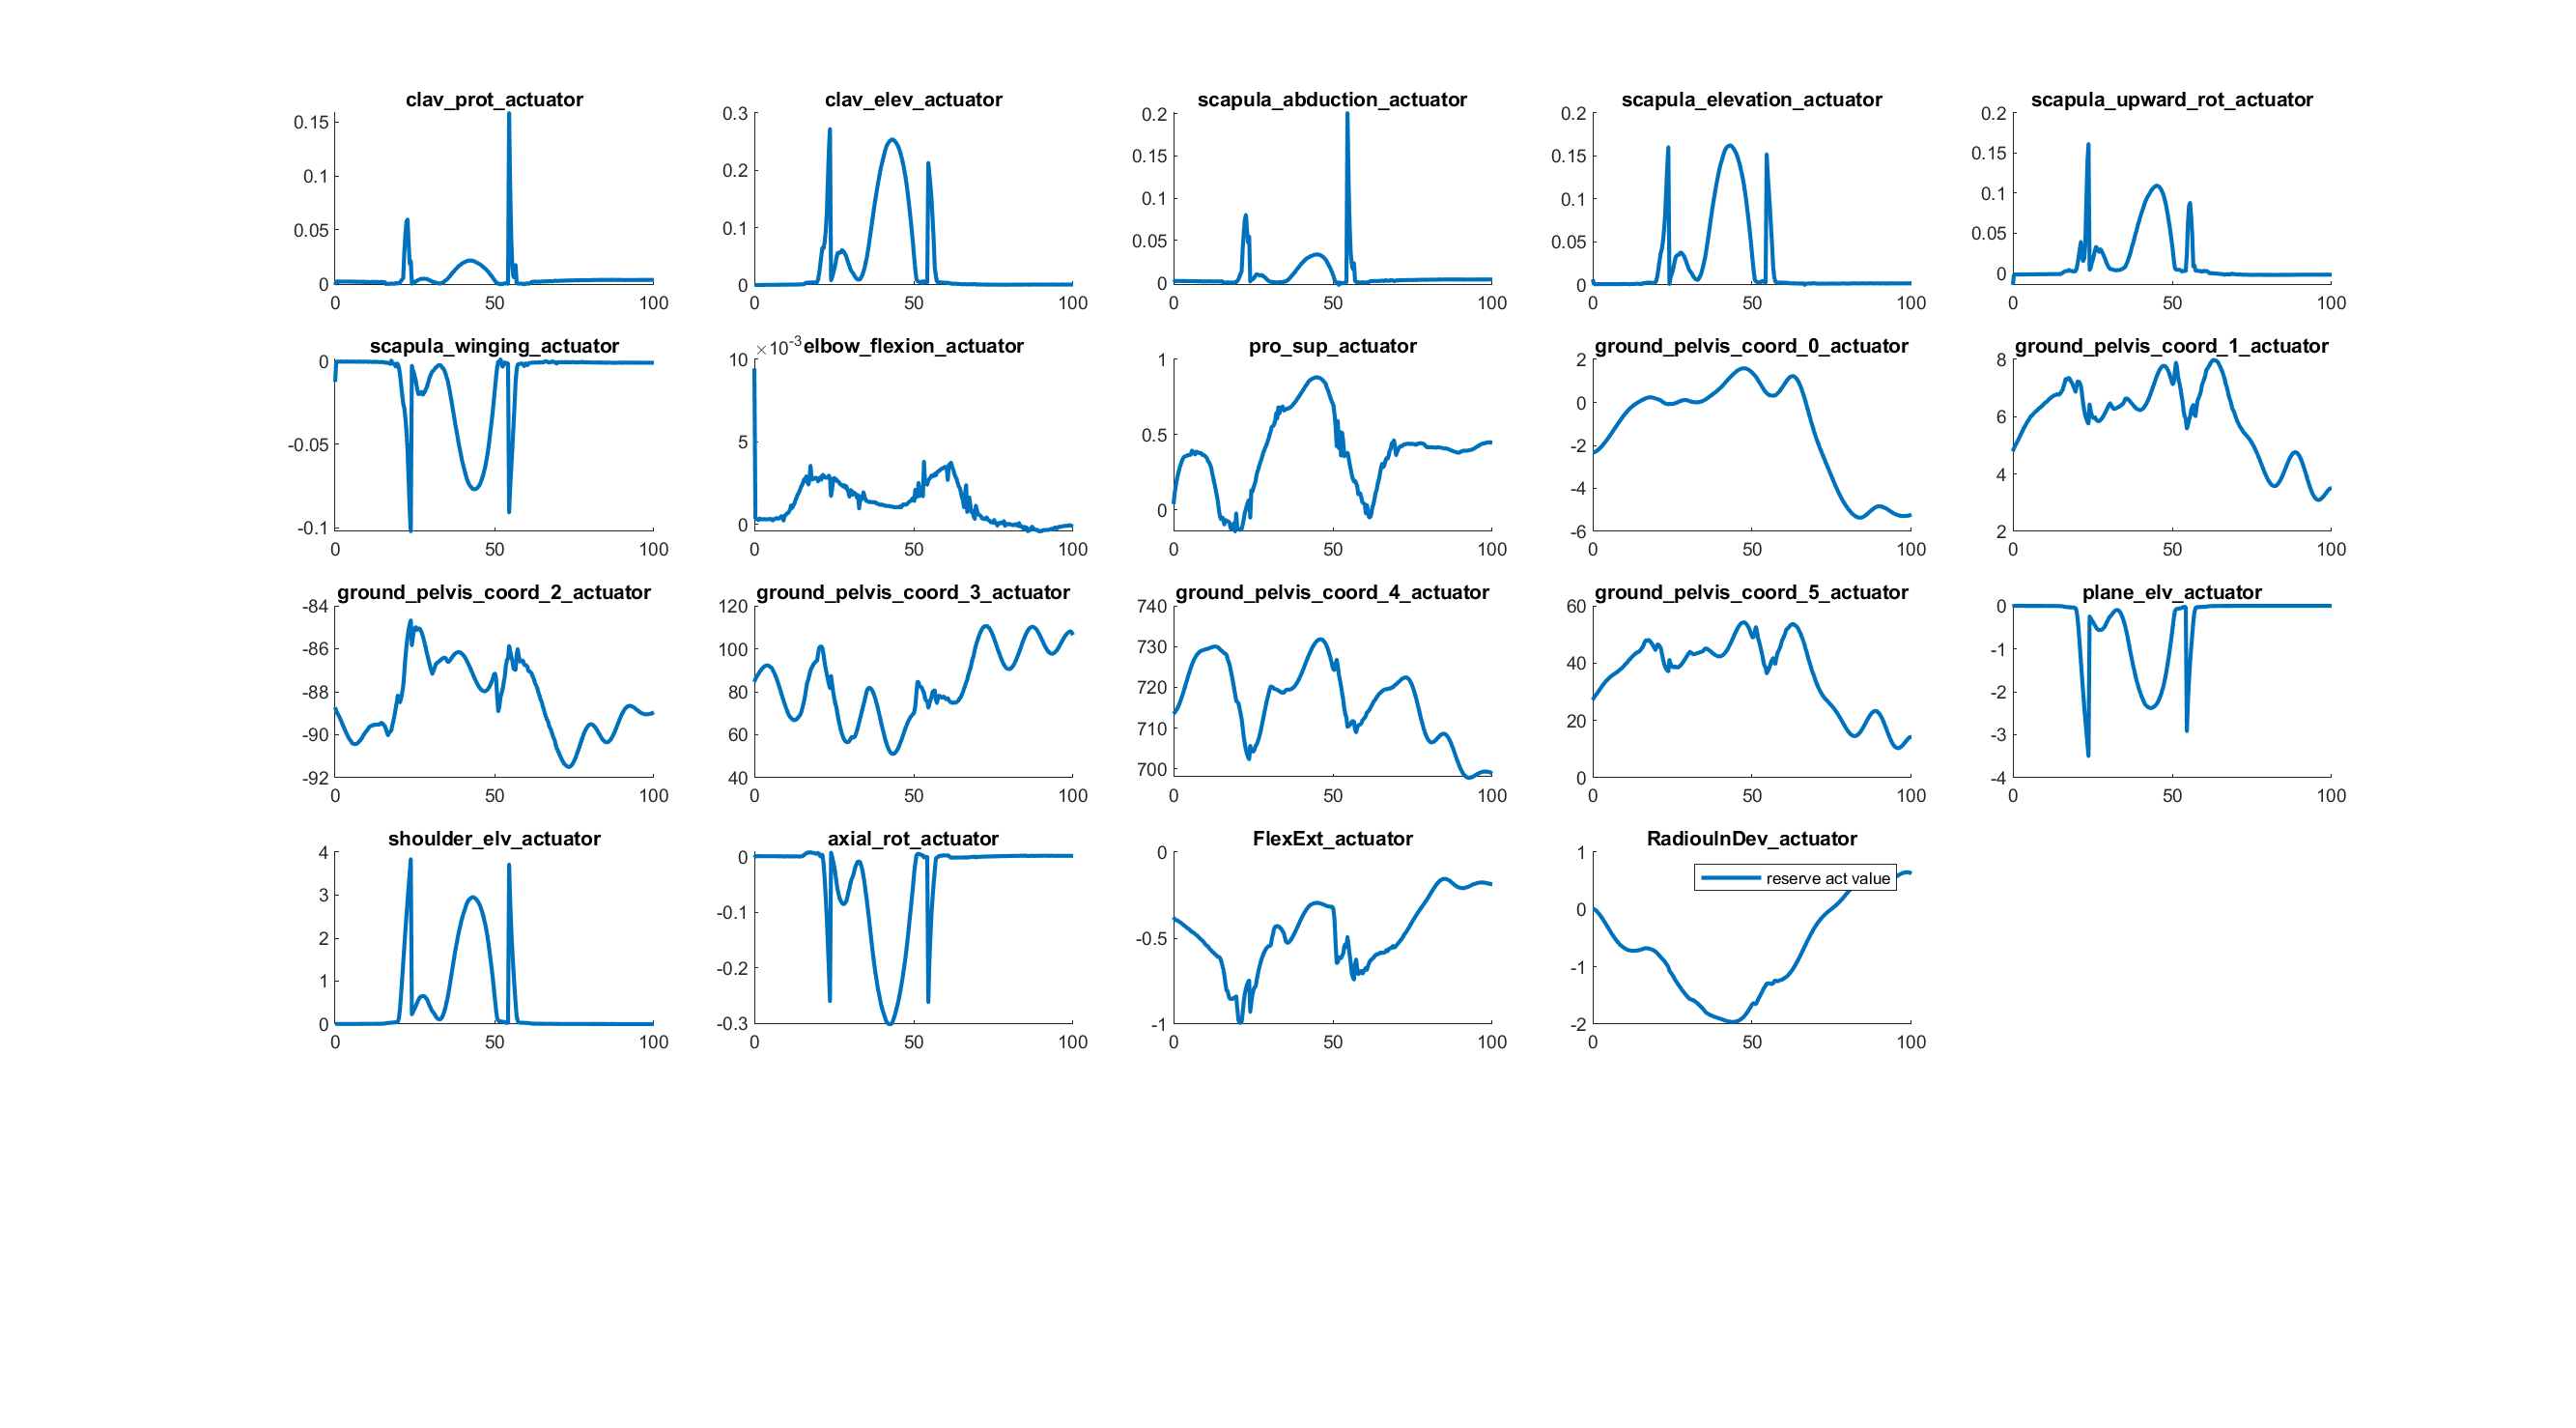 clav_prot_actuator
0.15
0.1
0.05
0
0 50 100
clav_elev_actuator
0.3
0.2
0.1
0
0 50 100
scapula_abduction_actuator
0.2
0.15
0.1
0.05
0
0 50 100
scapula_elevation_actuator
0.2
0.15
0.1
0.05
0
0 50 100
scapula_upward_rot_actuator
0.2
0.15
0.1
0.05
0
0 50 100
scapula_winging_actuator
0
-0.05
-0.1
0 50 100
×10-3 elbow_flexion_actuator
10
5
0
0 50 100
pro_sup_actuator
1
0.5
0
0 50 100
ground_pelvis_coord_0_actuator
2
0
-2
-4
-6
0 50 100
ground_pelvis_coord_1_actuator
8
6
4
2
0 50 100
ground_pelvis_coord_2_actuator
-84
-86
-88
-90
-92
0 50 100
ground_pelvis_coord_3_actuator
120
100
80
60
40
0 50 100
ground_pelvis_coord_4_actuator
740
730
720
710
700
0 50 100
ground_pelvis_coord_5_actuator
60
40
20
0
0 50 100
plane_elv_actuator
0
-1
-2
-3
-4
0 50 100
shoulder_elv_actuator
4
3
2
1
0
0 50 100
axial_rot_actuator
0
-0.1
-0.2
-0.3
0 50 100
FlexExt_actuator
0
-0.5
-1
0 50 100
RadioulnDev_actuator
1
0
-1
-2
0 50 100
reserve act value